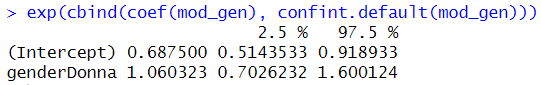 > exp(cbind(coef(mod_gen), confint.default(mod_gen)))
2.5 % 97.5 %
(Intercept) 0.687500 0.5143533 0.918933
genderDonna 1.060323 0.7026232 1.600124